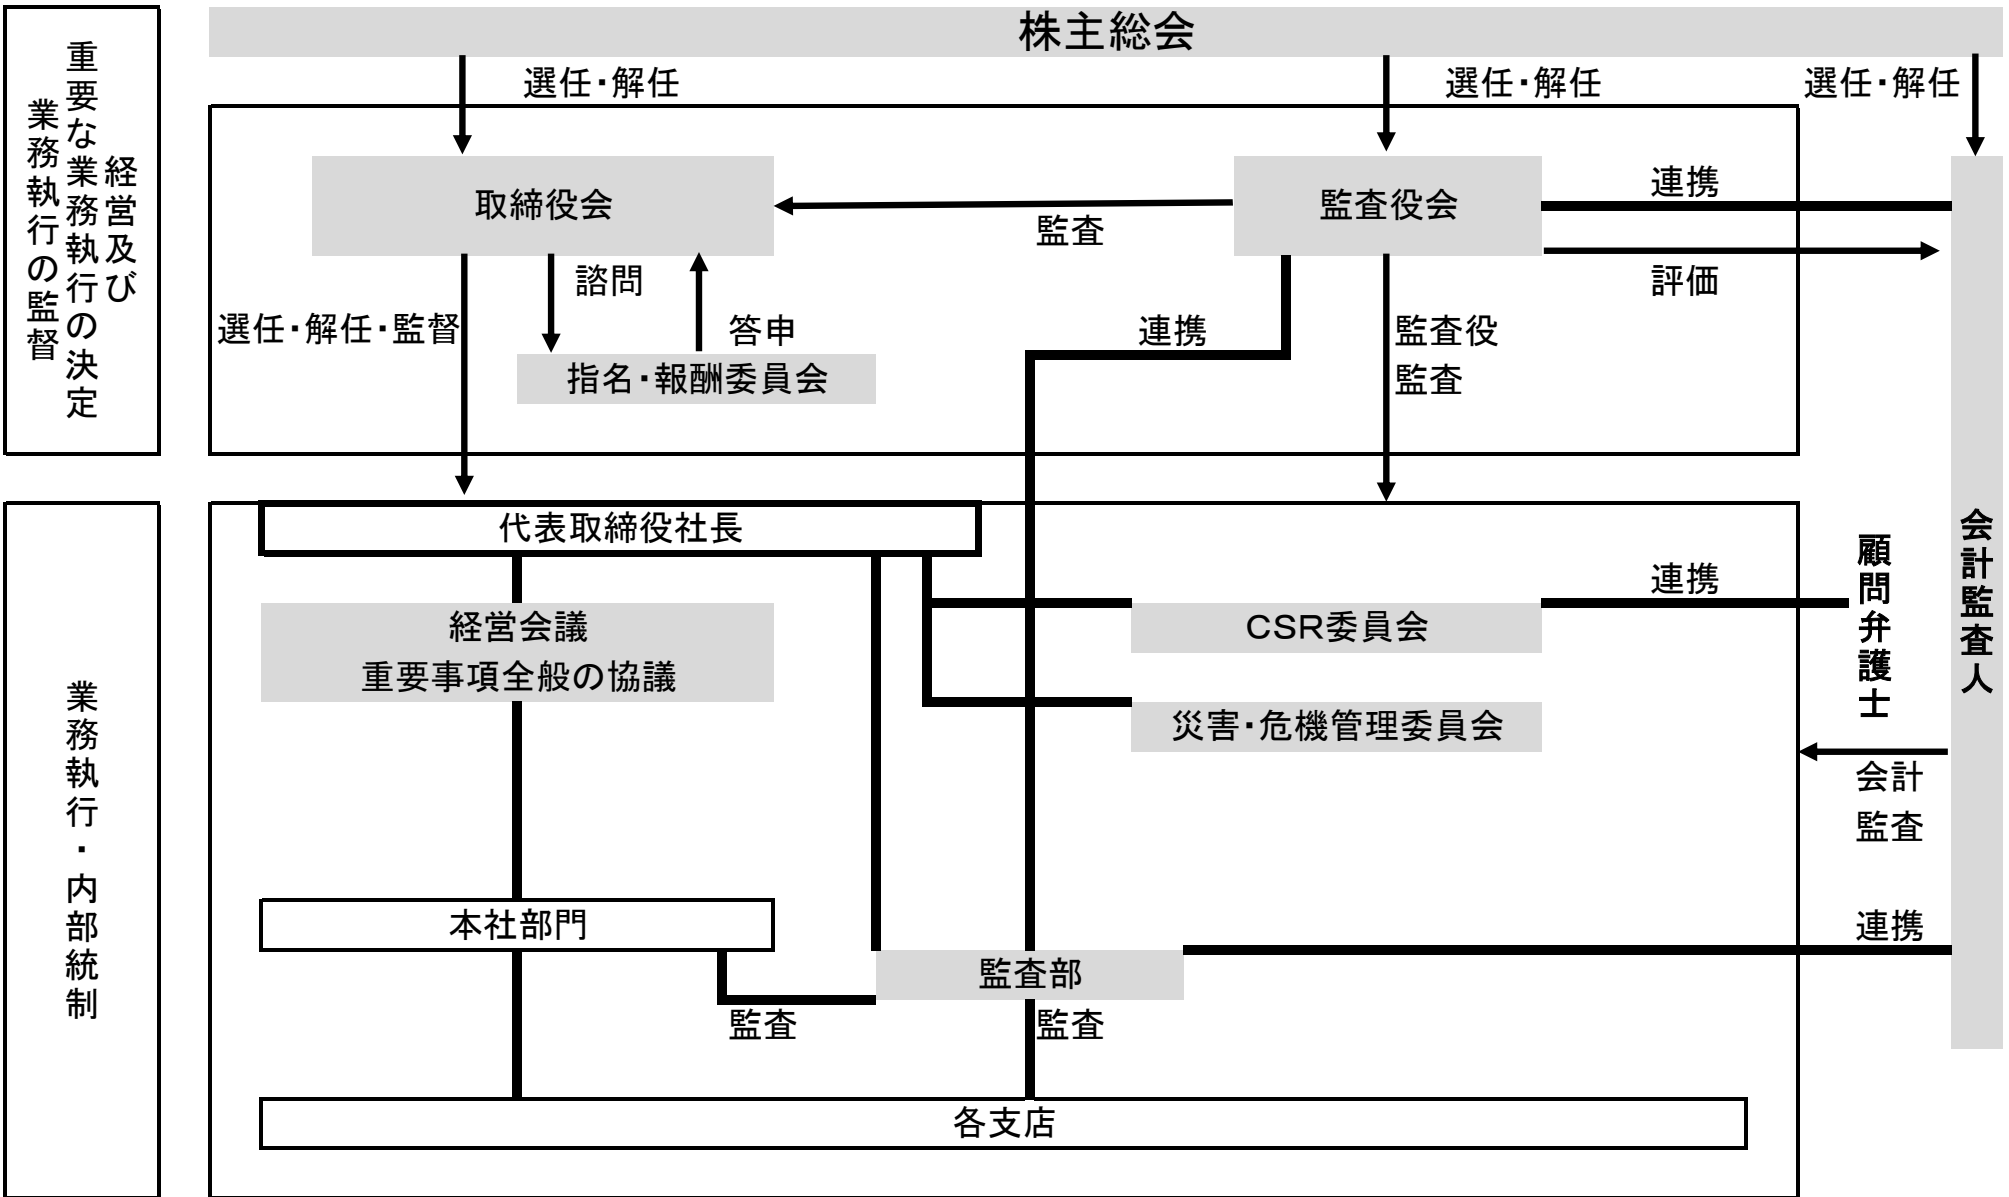 株主総会
選任・解任
選任・解任
選任・解任
経営及び
重要な業務執行の決定
業務執行の監督
取締役会
監査役会
連携
監査
評価
諮問
選任・解任・監督
答申
連携
監査役
監査
指名・報酬委員会
代表取締役社長
経営会議
重要事項全般の協議
CSR委員会
連携
顧問弁護士
会計監査人
災害・危機管理委員会
会計
監査
業務執行・内部統制
本社部門
連携
監査部
監査
監査
各支店